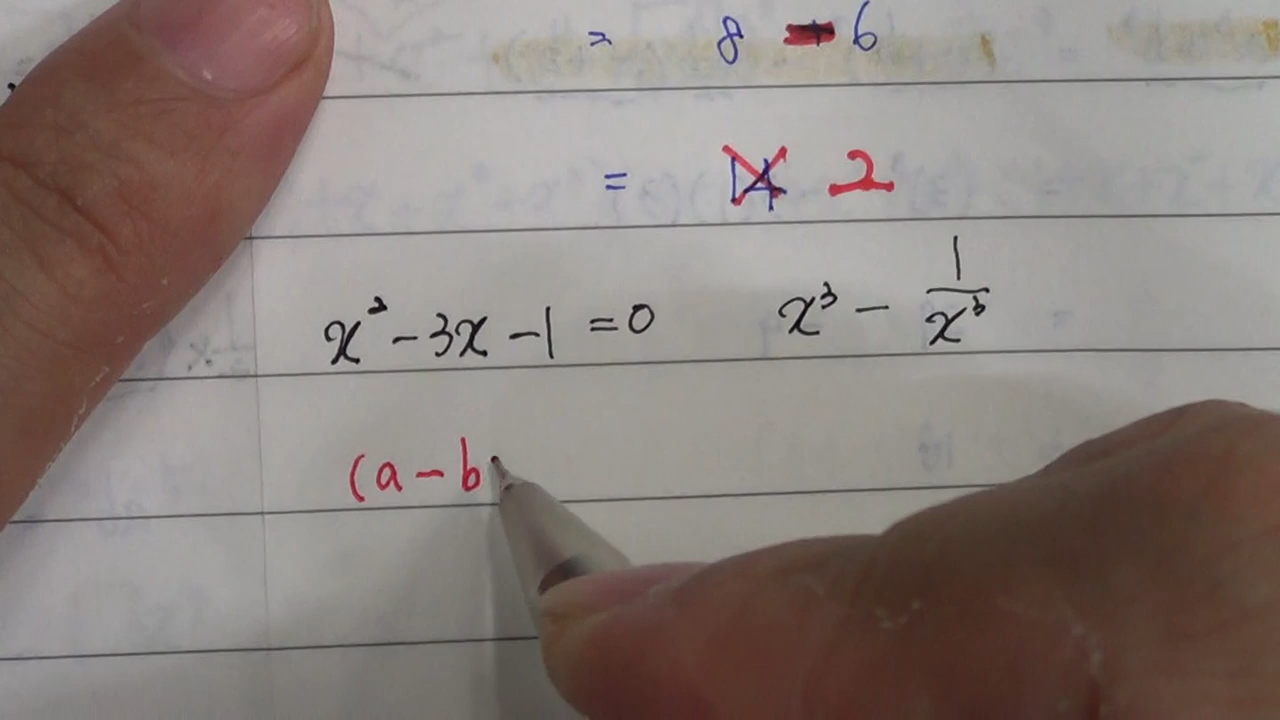 = 8 - 6
= 14 2
x² - 3x - 1 = 0 x³ - 1/x³
(a - b